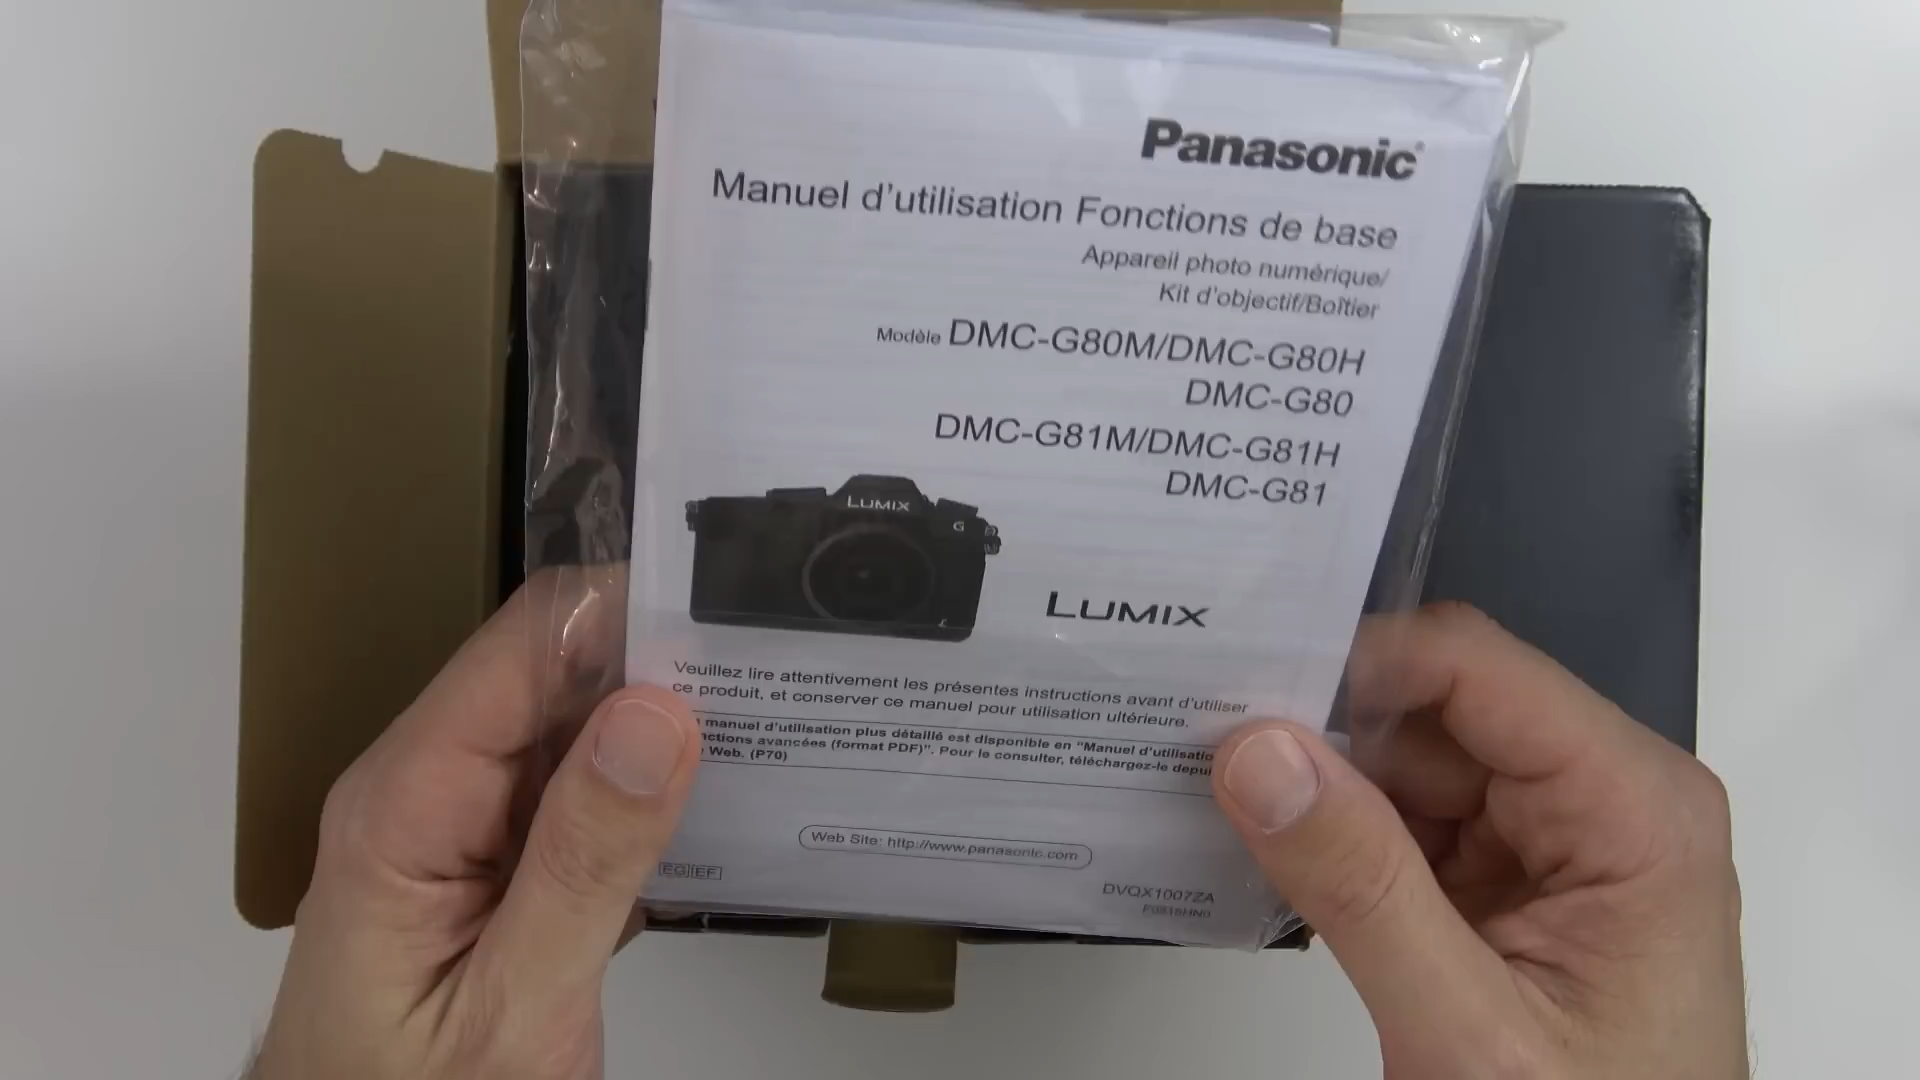 Panasonic
Manuel d'utilisation Fonctions de base
Appareil photo numérique/
Kit d'objectif/Boîtier
Modèle DMC-G80M/DMC-G80H
DMC-G80
DMC-G81M/DMC-G81H
DMC-G81
LUMIX
G
LUMIX
Veuillez lire attentivement les présentes instructions avant d'utiliser
ce produit, et conserver ce manuel pour utilisation ultérieure.
manuel d'utilisation plus détaillé est disponible en "Manuel d'utilisatio
nctions avancées (format PDF)". Pour le consulter, téléchargez-le depui
Web. (P70)
Web Site: http://www.panasonic.com
EG EF
DVQX1007ZA